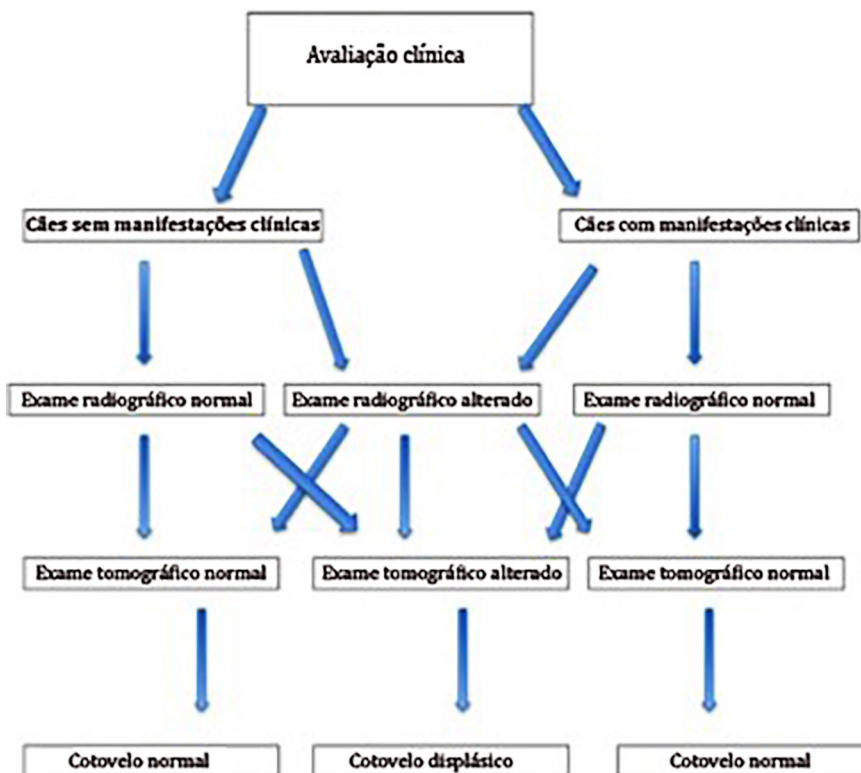 Avaliação clínica
Cães sem manifestações clínicas
Cães com manifestações clínicas
Exame radiográfico normal
Exame radiográfico alterado
Exame radiográfico normal
Exame tomográfico normal
Exame tomográfico alterado
Exame tomográfico normal
Cotovelo normal
Cotovelo displásico
Cotovelo normal